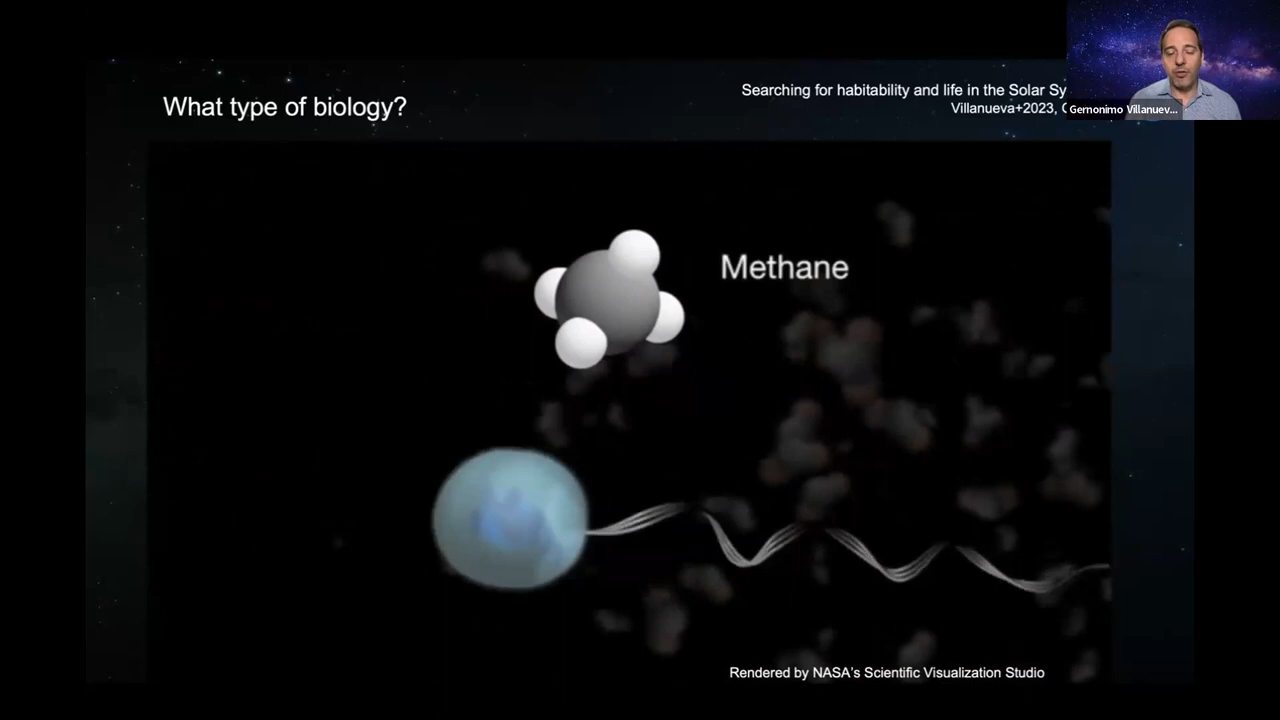 What type of biology?
Searching for habitability and life in the Solar Sy
Villanueva+2023,
Gernonimo Villanuev...
Methane
Rendered by NASA's Scientific Visualization Studio